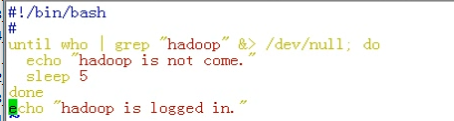 #!/bin/bash
#
until who | grep "hadoop" &> /dev/null; do
  echo "hadoop is not come."
  sleep 5
done
echo "hadoop is logged in."
~